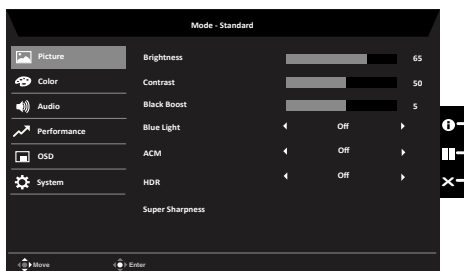 Mode - Standard
Picture
Brightness 65
Color
Contrast 50
Audio
Black Boost 5
Performance
Blue Light Off
OSD
ACM Off
System
HDR Off
Super Sharpness
Move Enter